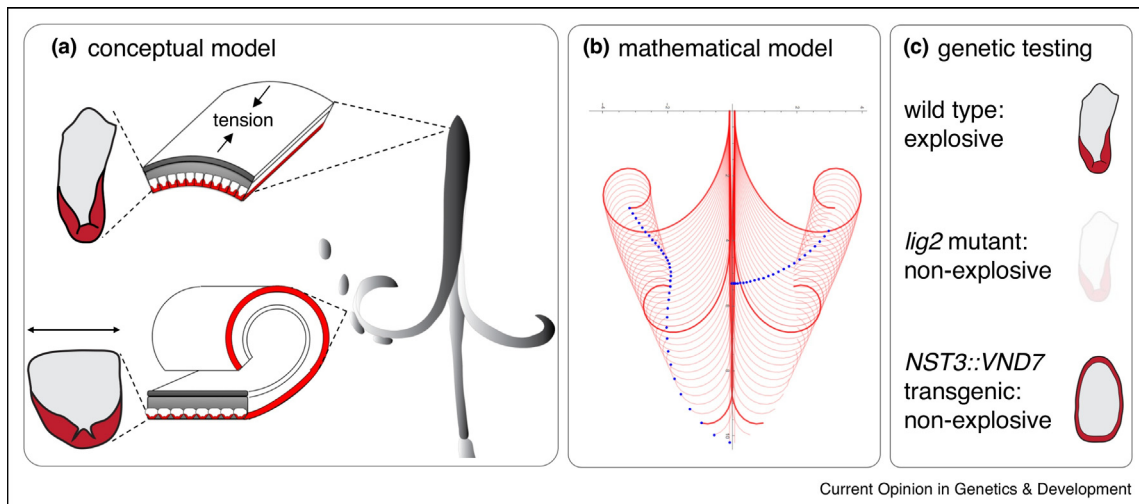 (a) conceptual model
tension
(b) mathematical model
(c) genetic testing
wild type:
explosive
lig2 mutant:
non-explosive
NST3::VND7
transgenic:
non-explosive
Current Opinion in Genetics & Development